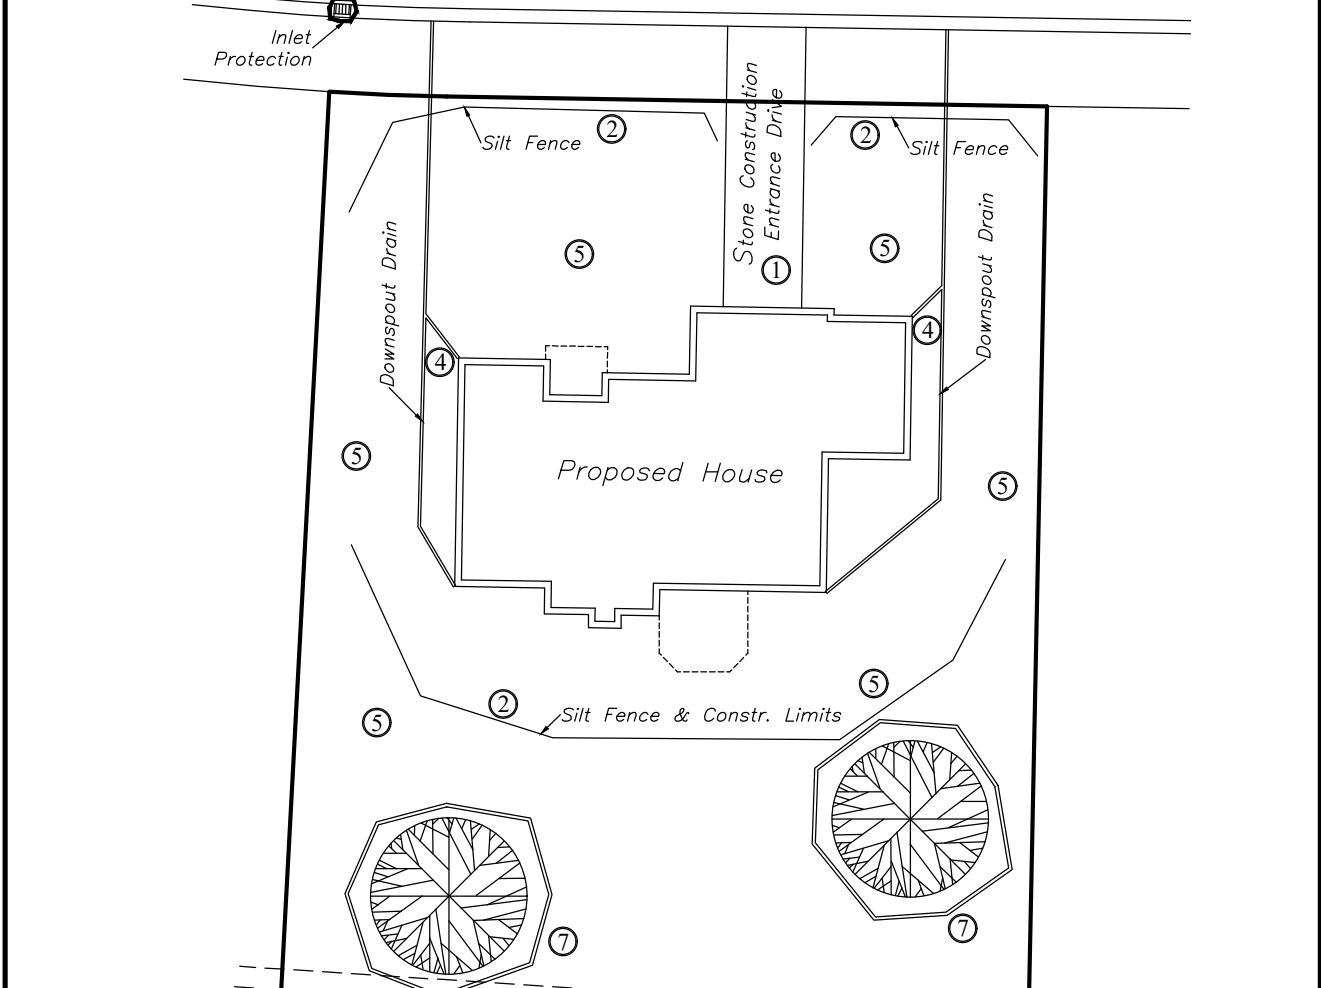 Inlet
Protection
Silt Fence
2
Stone Construction
Entrance Drive
1
2
Silt Fence
5
5
Downspout Drain
Downspout Drain
4
4
5
Proposed House
5
2
5
5
Silt Fence & Constr. Limits
7
7